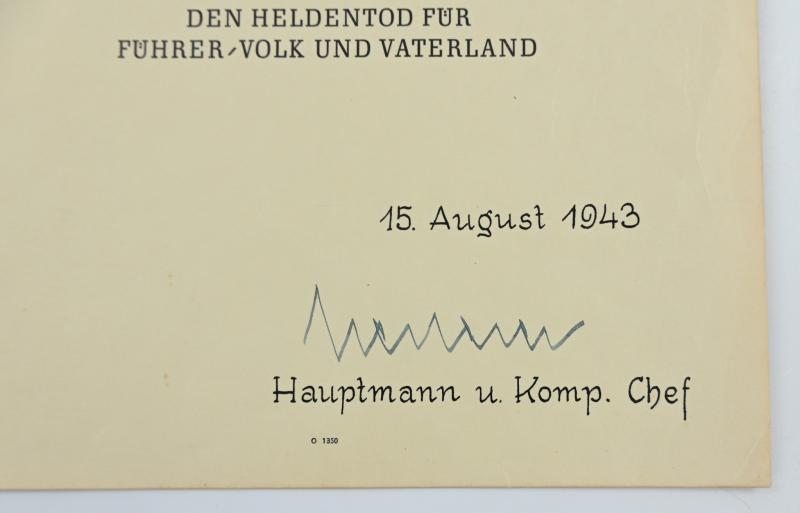 DEN HELDENTOD FÜR
FÜHRER-VOLK UND VATERLAND
15. August 1943
Hauptmann u. Komp. Chef
O 1350